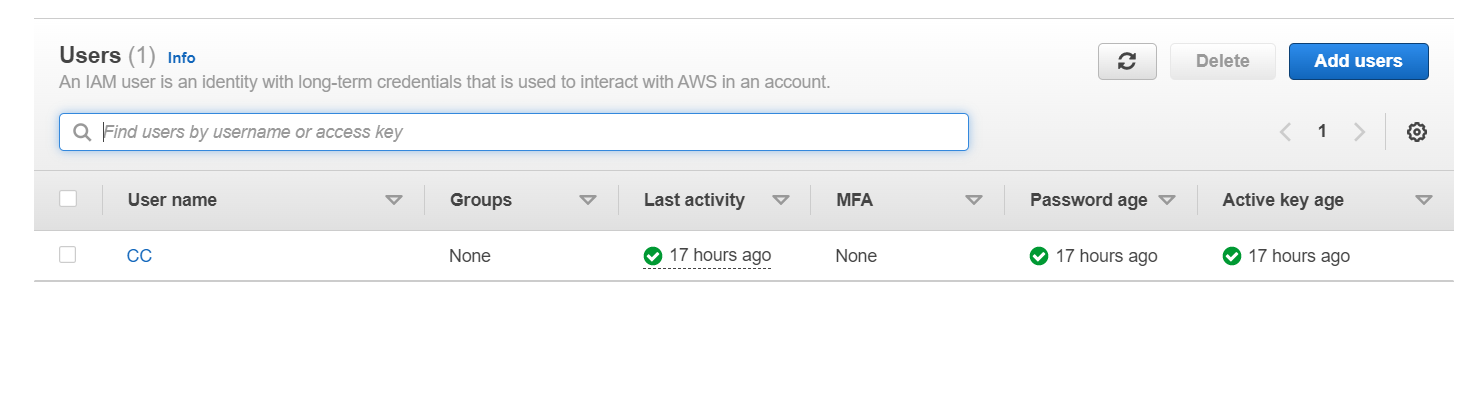 Users (1) Info
An IAM user is an identity with long-term credentials that is used to interact with AWS in an account.
Delete
Add users
Find users by username or access key
1
User name Groups Last activity MFA Password age Active key age
CC None 17 hours ago None 17 hours ago 17 hours ago